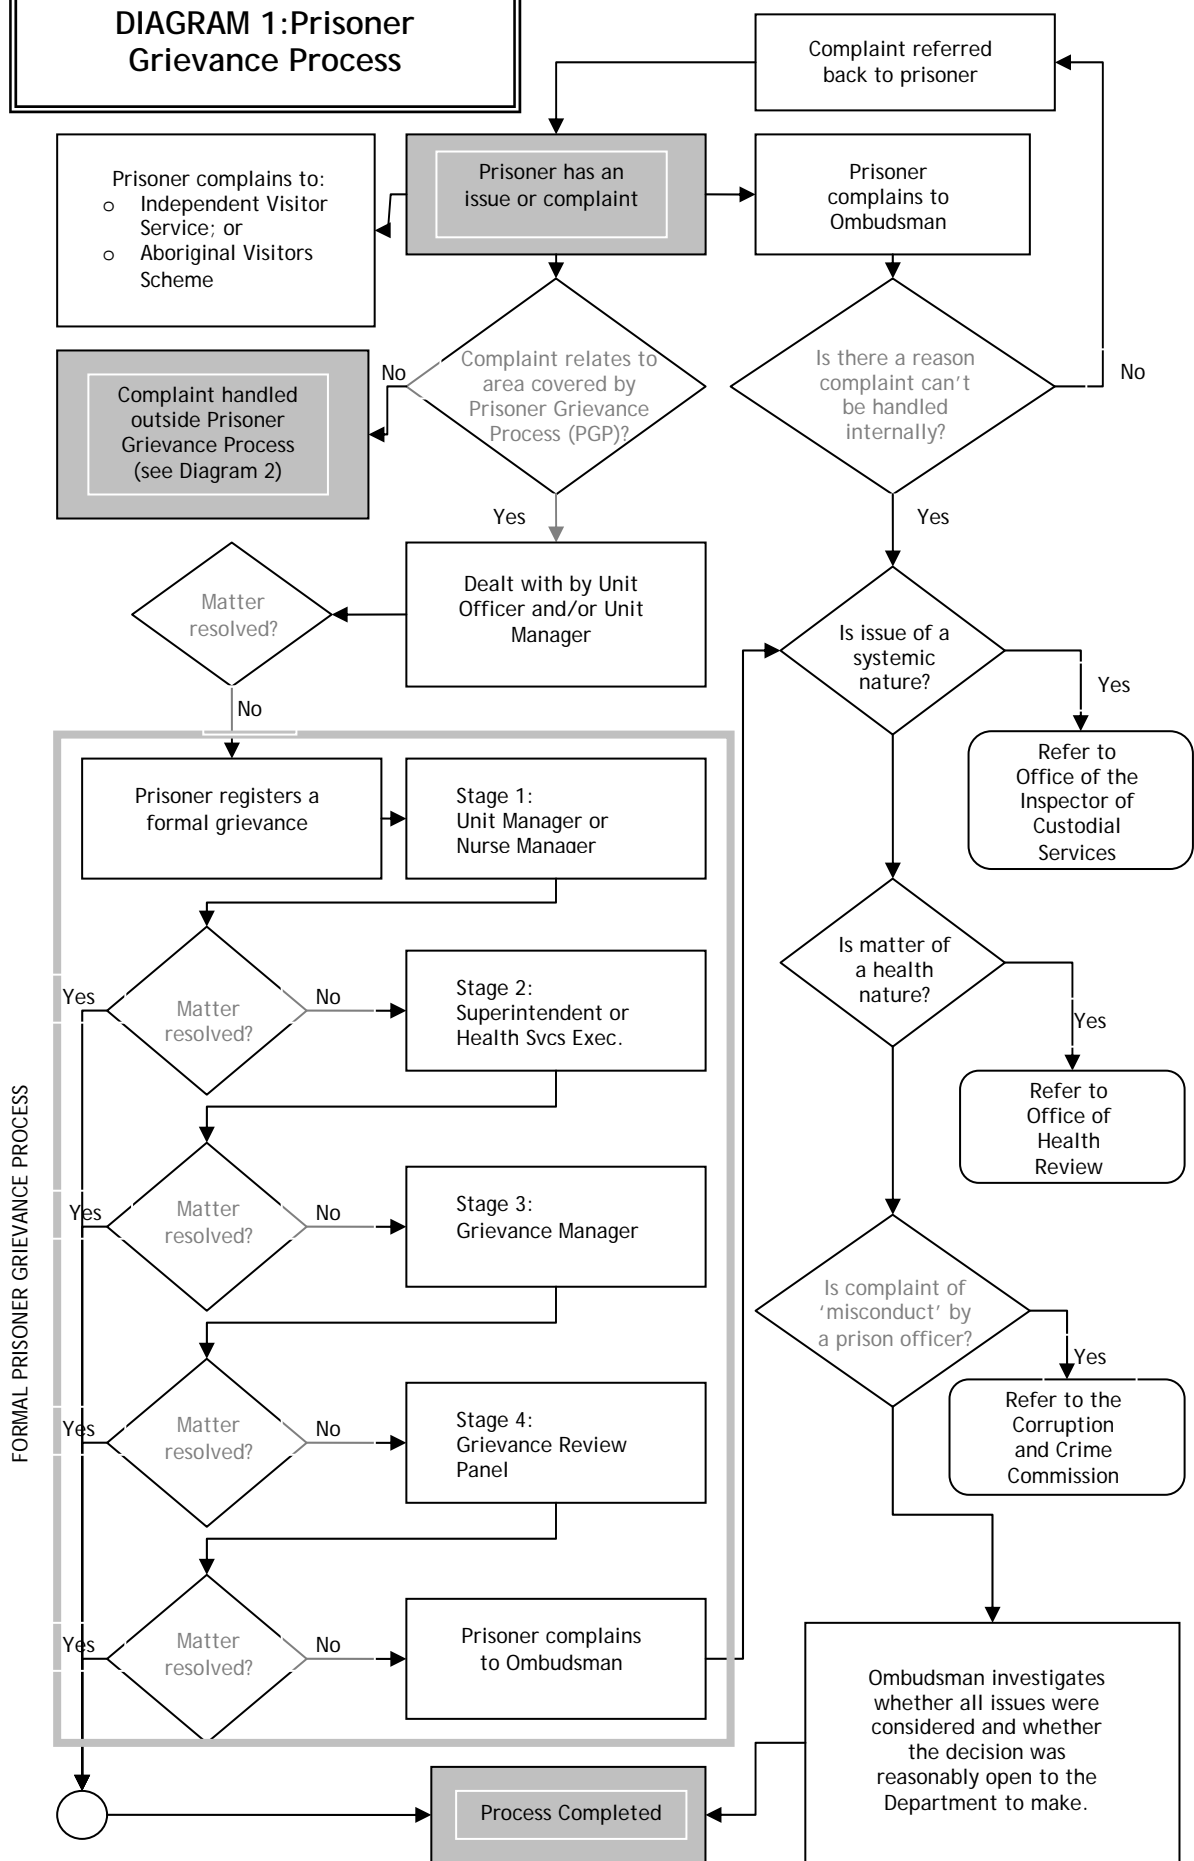 DIAGRAM 1:Prisoner
Grievance Process
Complaint referred
back to prisoner
Prisoner complains to:
o Independent Visitor
Service; or
o Aboriginal Visitors
Scheme
Prisoner has an
issue or complaint
Prisoner
complains to
Ombudsman
Complaint handled
outside Prisoner
Grievance Process
(see Diagram 2)
No
Complaint relates to
area covered by
Prisoner Grievance
Process (PGP)?
Is there a reason
complaint can't
be handled
internally?
No
Yes
Yes
Matter
resolved?
Dealt with by Unit
Officer and/or Unit
Manager
Is issue of a
systemic
nature?
Yes
No
Refer to
Office of the
Inspector of
Custodial
Services
FORMAL PRISONER GRIEVANCE PROCESS
Prisoner registers a
formal grievance
Stage 1:
Unit Manager or
Nurse Manager
Yes
Matter
resolved?
No
Stage 2:
Superintendent or
Health Svcs Exec.
Is matter of
a health
nature?
Yes
Refer to
Office of
Health
Review
Yes
Matter
resolved?
No
Stage 3:
Grievance Manager
Is complaint of
‘misconduct’ by
a prison officer?
Yes
Refer to the
Corruption
and Crime
Commission
Yes
Matter
resolved?
No
Stage 4:
Grievance Review
Panel
Yes
Matter
resolved?
No
Prisoner complains
to Ombudsman
Ombudsman investigates
whether all issues were
considered and whether
the decision was
reasonably open to the
Department to make.
Process Completed